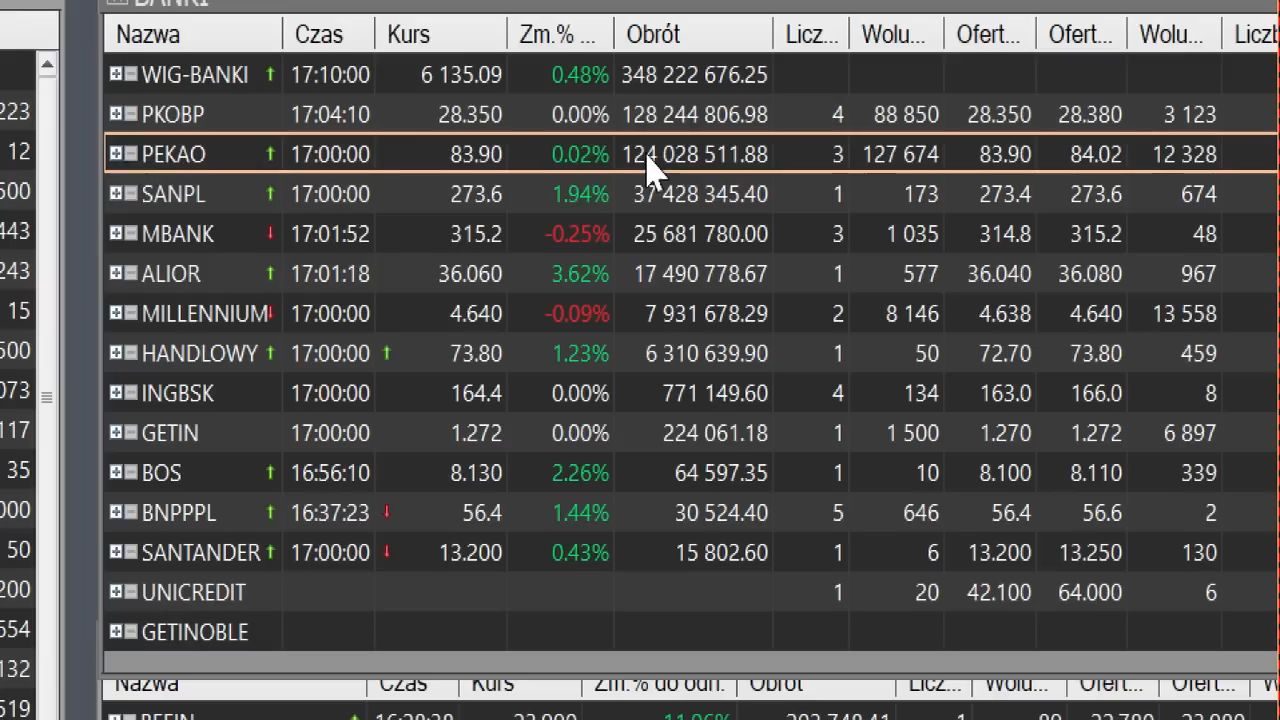 BANKI
Nazwa Czas Kurs Zm.% ... Obrót Licz... Wolu... Ofert... Ofert... Wolu... Liczb
WIG-BANKI 17:10:00 6 135.09 0.48% 348 222 676.25
223 PKOBP 17:04:10 28.350 0.00% 128 244 806.98 4 88 850 28.350 28.380 3 123
12 PEKAO 17:00:00 83.90 0.02% 124 028 511.88 3 127 674 83.90 84.02 12 328
500 SANPL 17:00:00 273.6 1.94% 37 428 345.40 1 173 273.4 273.6 674
443 MBANK 17:01:52 315.2 -0.25% 25 681 780.00 3 1 035 314.8 315.2 48
243 ALIOR 17:01:18 36.060 3.62% 17 490 778.67 1 577 36.040 36.080 967
15 MILLENNIUM 17:00:00 4.640 -0.09% 7 931 678.29 2 8 146 4.638 4.640 13 558
500 HANDLOWY 17:00:00 73.80 1.23% 6 310 639.90 1 50 72.70 73.80 459
073 INGBSK 17:00:00 164.4 0.00% 771 149.60 4 134 163.0 166.0 8
117 GETIN 17:00:00 1.272 0.00% 224 061.18 1 1 500 1.270 1.272 6 897
35 BOS 16:56:10 8.130 2.26% 64 597.35 1 10 8.100 8.110 339
000 BNPPPL 16:37:23 56.4 1.44% 30 524.40 5 646 56.4 56.6 2
50 SANTANDER 17:00:00 13.200 0.43% 15 802.60 1 6 13.200 13.250 130
200 UNICREDIT 1 20 42.100 64.000 6
554 GETINOBLE
132
Nazwa Czas Kurs Zm.% do odn. Obrót Licz... Wolu... Ofert... Ofert... W
519